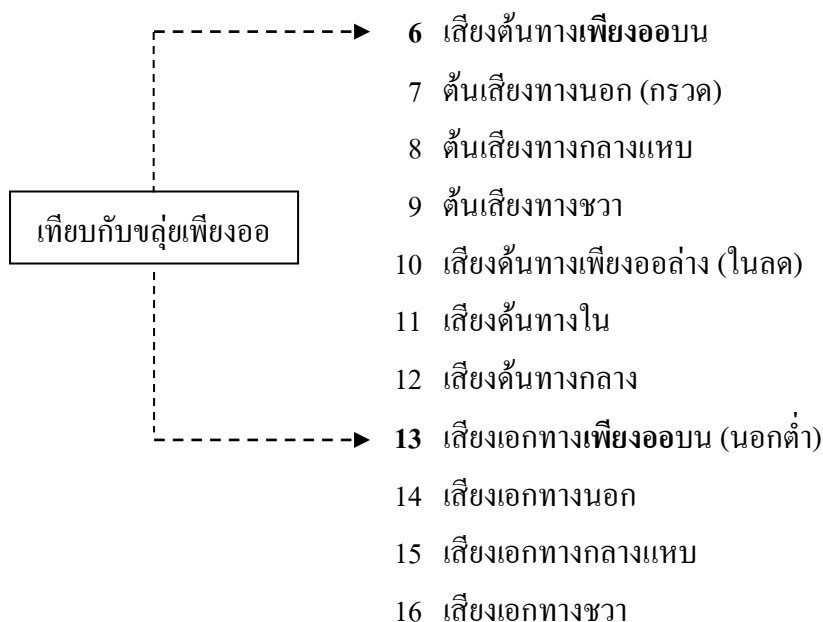 6 เสียงต้นทางเพียงออบน
7 ต้นเสียงทางนอก (กรวด)
8 ต้นเสียงทางกลางแหบ
9 ต้นเสียงทางชวา
เทียบกับขลุ่ยเพียงออ
10 เสียงด้นทางเพียงออล่าง (ในลด)
11 เสียงด้นทางใน
12 เสียงด้นทางกลาง
13 เสียงเอกทางเพียงออบน (นอกต่ำ)
14 เสียงเอกทางนอก
15 เสียงเอกทางกลางแหบ
16 เสียงเอกทางชวา